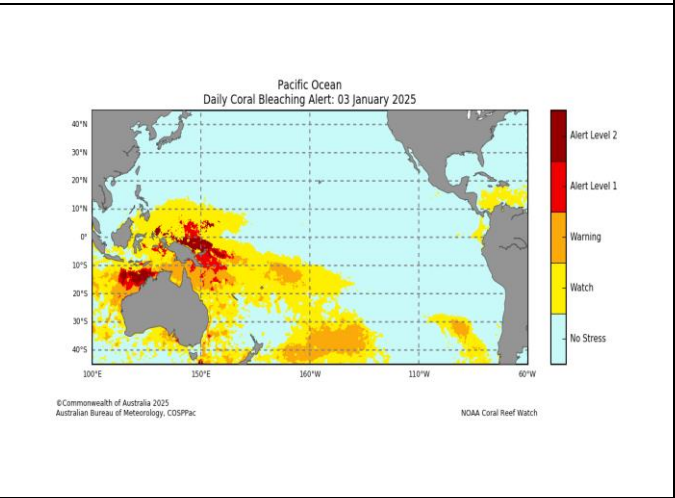 Pacific Ocean
Daily Coral Bleaching Alert: 03 January 2025
40°N
30°N
20°N
10°N
0°
10°S
20°S
30°S
40°S
100°E
150°E
160°W
110°W
60°W
Alert Level 2
Alert Level 1
Warning
Watch
No Stress
©Commonwealth of Australia 2025
Australian Bureau of Meteorology, COSPPac
NOAA Coral Reef Watch